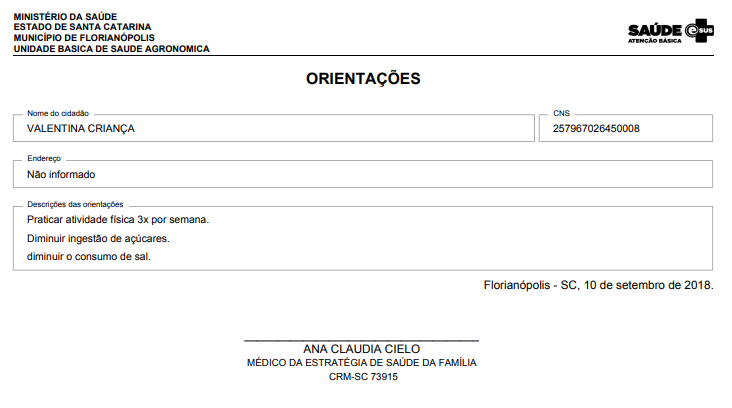 MINISTÉRIO DA SAÚDE
ESTADO DE SANTA CATARINA
MUNICÍPIO DE FLORIANÓPOLIS
UNIDADE BASICA DE SAUDE AGRONOMICA
SAÚDE
ATENÇÃO BÁSICA
e SUS
ORIENTAÇÕES
Nome do cidadão
VALENTINA CRIANÇA
CNS
257967026450008
Endereço
Não informado
Descrições das orientações
Praticar atividade física 3x por semana.
Diminuir ingestão de açúcares.
diminuir o consumo de sal.
Florianópolis - SC, 10 de setembro de 2018.
ANA CLAUDIA CIELO
MÉDICO DA ESTRATÉGIA DE SAÚDE DA FAMÍLIA
CRM-SC 73915